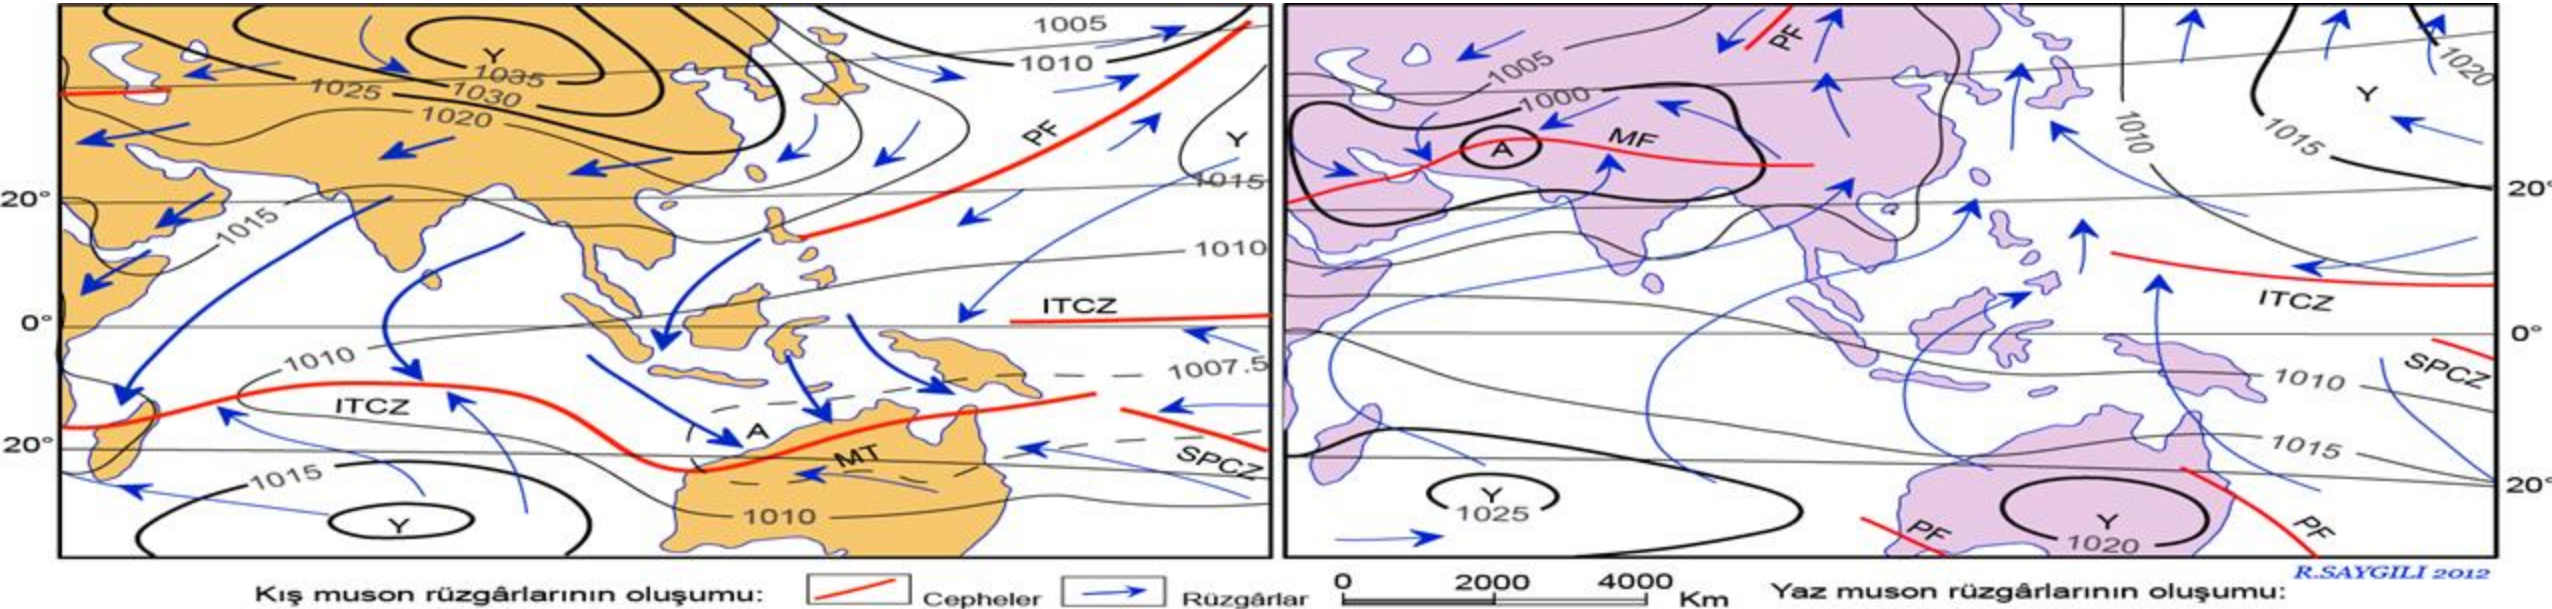 1005
1010
Y
1035
1025
1030
1020
PF
Y
1015
20°
1015
1010
ITCZ
0°
1010
1007.5
ITCZ
20°
A
MT
SPCZ
1015
Y
1010
PF
1005
1020
1000
Y
A
MF
1010
1015
20°
ITCZ
0°
SPCZ
1010
1015
20°
Y
1025
Y
1020
PF
PF
R.SAYGILI 2012
Kış muson rüzgârlarının oluşumu:
Cepheler
Rüzgârlar
0 2000 4000
Km
Yaz muson rüzgârlarının oluşumu: